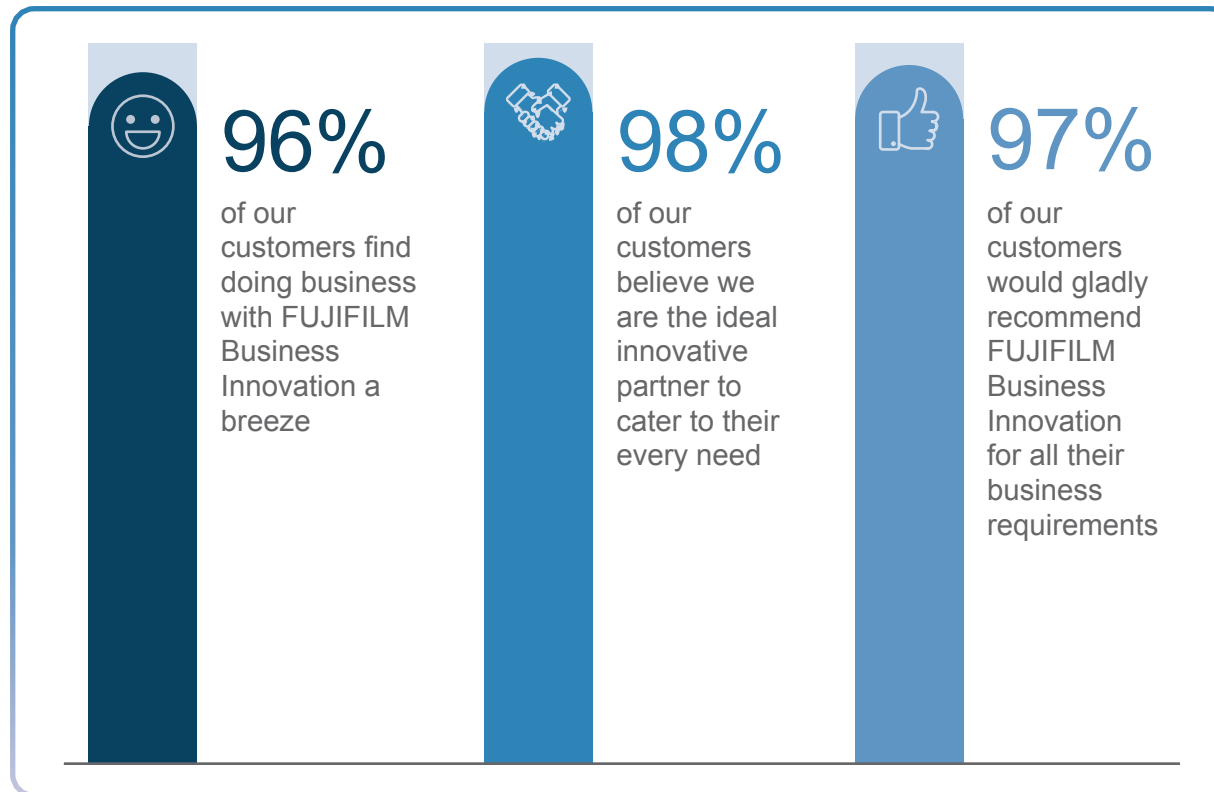 96%
of our
customers find
doing business
with FUJIFILM
Business
Innovation a
breeze
98%
of our
customers
believe we
are the ideal
innovative
partner to
cater to their
every need
97%
of our
customers
would gladly
recommend
FUJIFILM
Business
Innovation
for all their
business
requirements